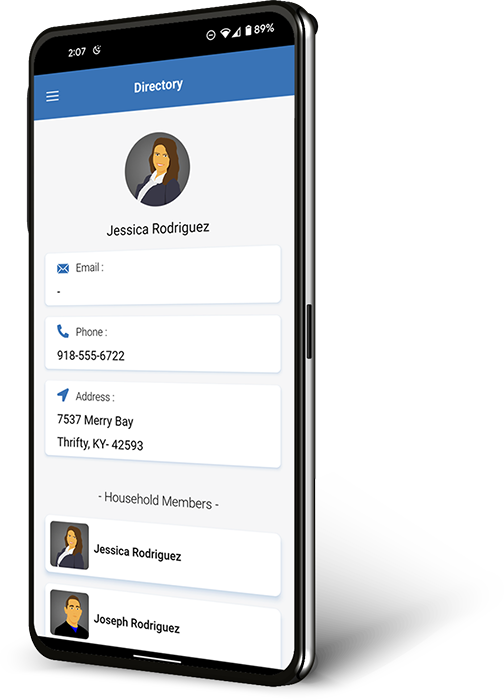 2:07 89%
Directory
Jessica Rodriguez
Email :
-
Phone :
918-555-6722
Address :
7537 Merry Bay
Thrifty, KY- 42593
- Household Members -
Jessica Rodriguez
Joseph Rodriguez